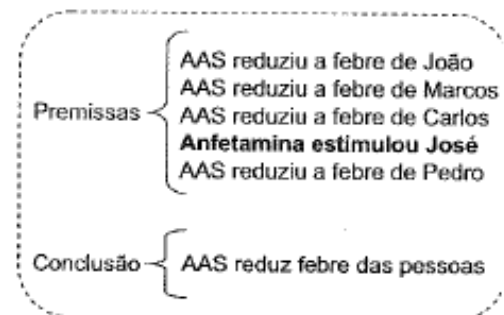 AAS reduziu a febre de João
AAS reduziu a febre de Marcos
Premissas
AAS reduziu a febre de Carlos
Anfetamina estimulou José
AAS reduziu a febre de Pedro
Conclusão
AAS reduz febre das pessoas